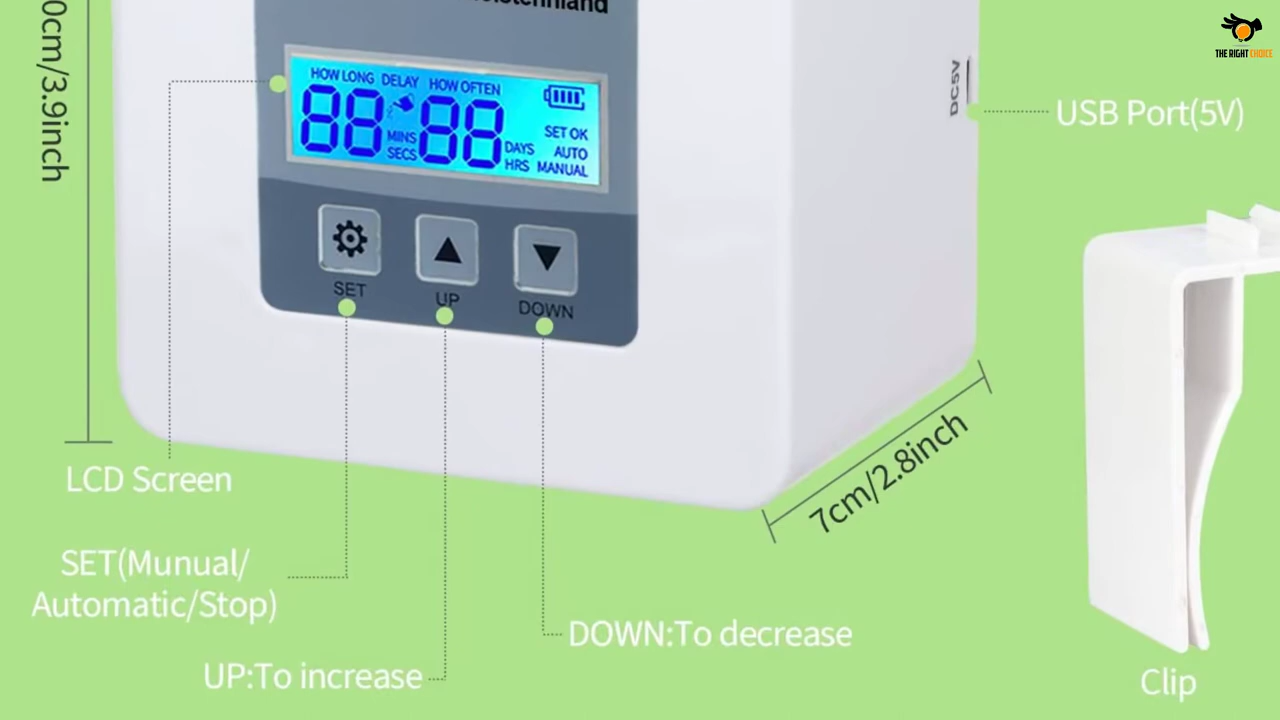 THE RIGHT CHOICE
HOW LONG DELAY HOW OFTEN
88 88
MINS
SECS
DAYS
HRS
SET OK
AUTO
MANUAL
DC5V
USB Port(5V)
SET
UP
DOWN
0cm/3.9inch
7cm/2.8inch
LCD Screen
SET(Munual/
Automatic/Stop)
UP:To increase
DOWN:To decrease
Clip